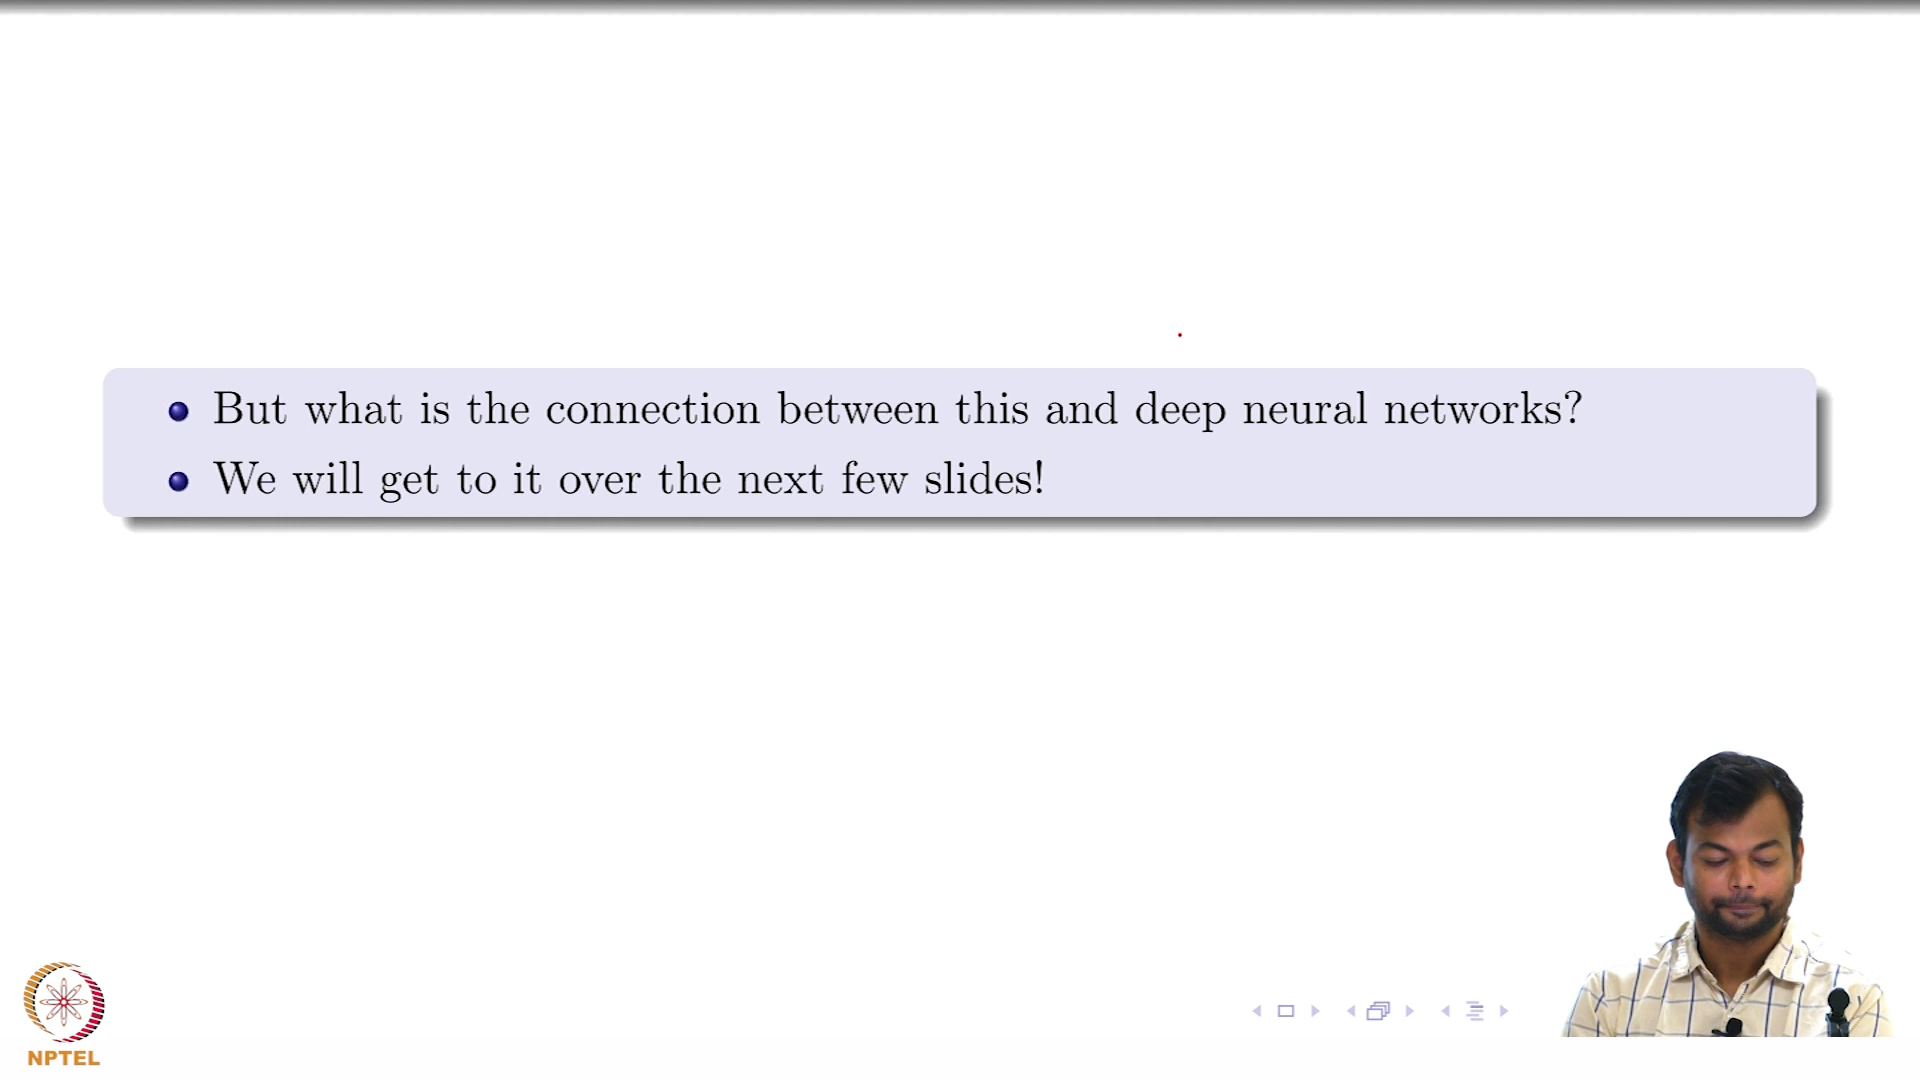 But what is the connection between this and deep neural networks?
We will get to it over the next few slides!
NPTEL